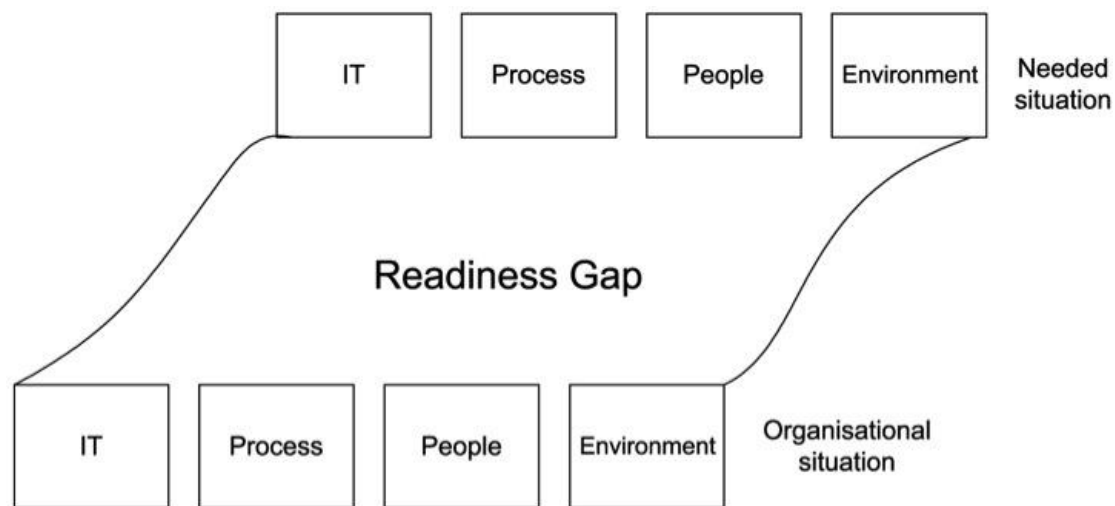 IT
Process
People
Environment
Needed
situation
Readiness Gap
IT
Process
People
Environment
Organisational
situation